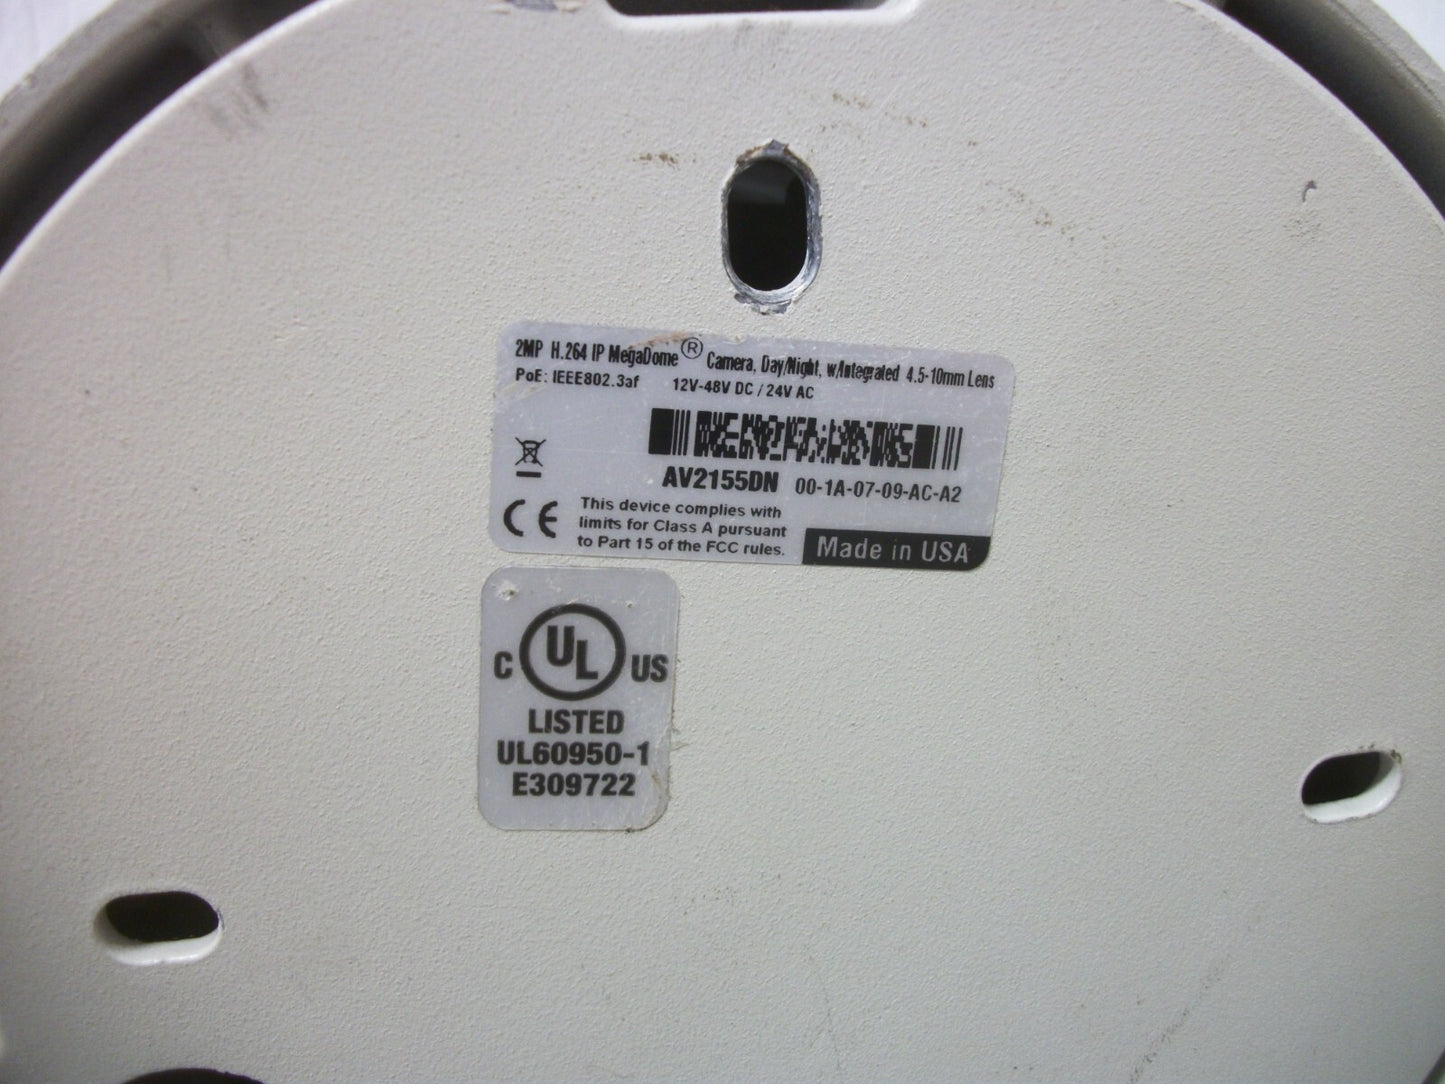 2MP H.264 IP MegaDome® Camera, Day/Night, w/Integrated 4.5-10mm Lens
PoE: IEEE802.3af 12V-48V DC / 24V AC
AV2155DN 00-1A-07-09-AC-A2
CE
This device complies with
limits for Class A pursuant
to Part 15 of the FCC rules.
Made in USA
C UL US
LISTED
UL60950-1
E309722